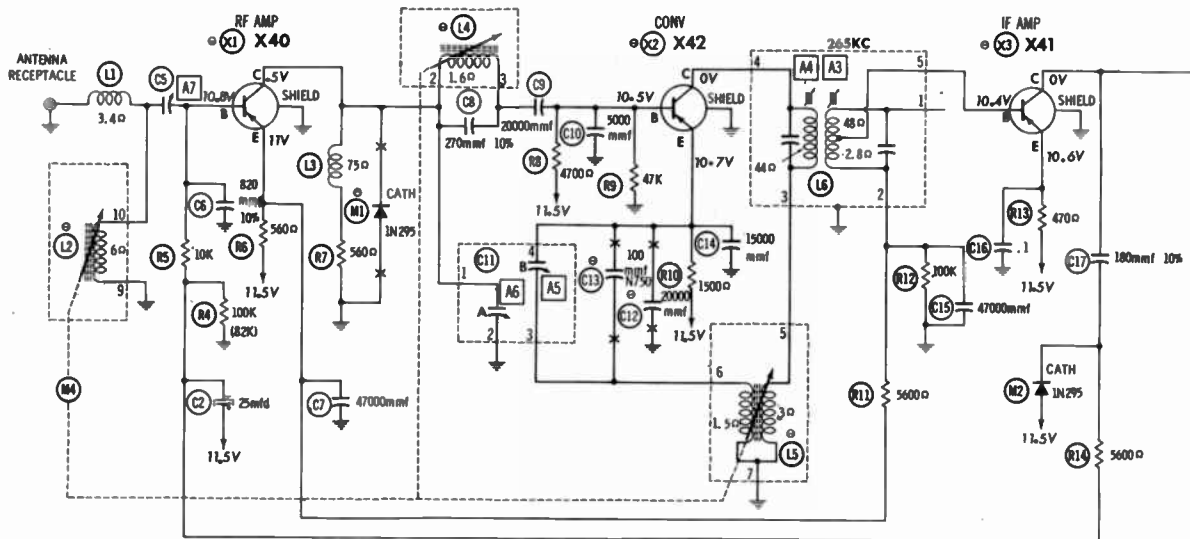 RF AMP
⊖ X1 X40
ANTENNA
RECEPTACLE
L1
3.4Ω
C5
A7
10.8V
C
.5V
B
SHIELD
E
11V
⊖
L2
10
6Ω
9
C6
820
mmf
10%
R6
560Ω
11.5V
R5
10K
R4
100K
(82K)
M4
C2
25mfd
11.5V
C7
47000mmf
L3
75Ω
⊖
M1
CATH
1N295
R7
560Ω
⊖ L4
2
1.6Ω
3
C8
270mmf 10%
C9
20000mmf
C10
5000
mmf
R8
4700Ω
11.5V
R9
47K
CONV
⊖ X2 X42
10.5V
C
0V
B
SHIELD
E
10.7V
C11
1
A6
A
2
4
B
A5
3
⊖
C13
100
mmf
N750
⊖
C12
20000
mmf
R10
1500Ω
11.5V
C14
15000
mmf
265KC
4
A4
A3
5
1
48Ω
2.8Ω
44Ω
L6
3
2
5
6
1.5Ω
.3Ω
⊖
L5
7
IF AMP
⊖ X3 X41
10.4V
C
0V
B
SHIELD
E
10.6V
R13
470Ω
C16
.1
11.5V
R12
100K
C15
47000mmf
R11
5600Ω
C17
180mmf 10%
CATH
M2
1N295
11.5V
R14
5600Ω